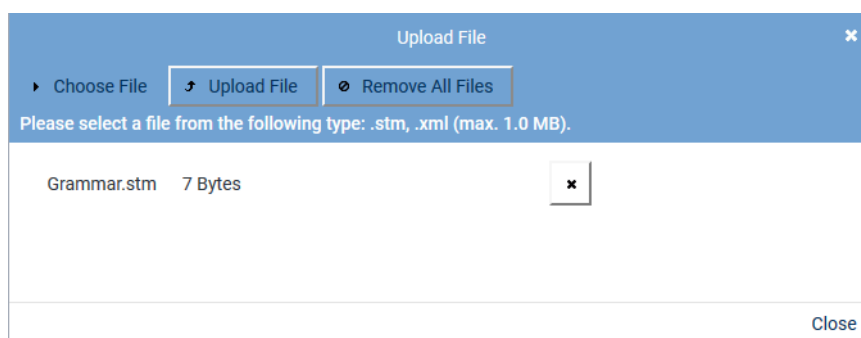 Upload File
Choose File Upload File Remove All Files
Please select a file from the following type: .stm, .xml (max. 1.0 MB).
Grammar.stm 7 Bytes
Close